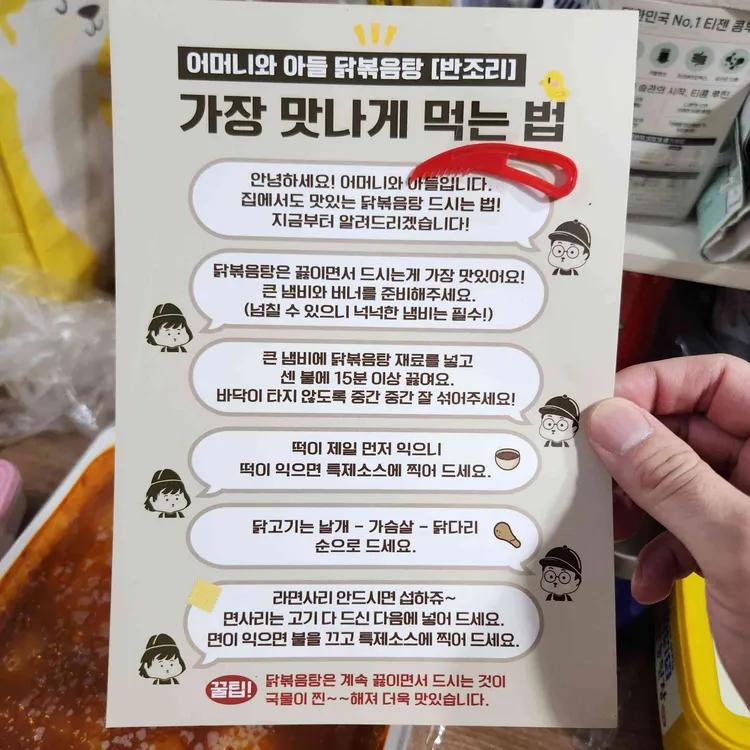 어머니와 아들 닭볶음탕 [반조리]
가장 맛나게 먹는 법
안녕하세요! 어머니와 아들입니다.
집에서도 맛있는 닭볶음탕 드시는 법!
지금부터 알려드리겠습니다!
닭볶음탕은 끓이면서 드시는게 가장 맛있어요!
큰 냄비와 버너를 준비해주세요.
(넘칠 수 있으니 넉넉한 냄비는 필수!)
큰 냄비에 닭볶음탕 재료를 넣고
센 불에 15분 이상 끓여요.
바닥이 타지 않도록 중간 중간 잘 섞어주세요!
떡이 제일 먼저 익으니
떡이 익으면 특제소스에 찍어 드세요.
닭고기는 날개 - 가슴살 - 닭다리
순으로 드세요.
라면사리 안드시면 섭하쥬~
면사리는 고기 다 드신 다음에 넣어 드세요.
면이 익으면 불을 끄고 특제소스에 찍어 드세요.
꿀팁!
닭볶음탕은 계속 끓이면서 드시는 것이
국물이 찐~~해져 더욱 맛있습니다.
No.1 티젠